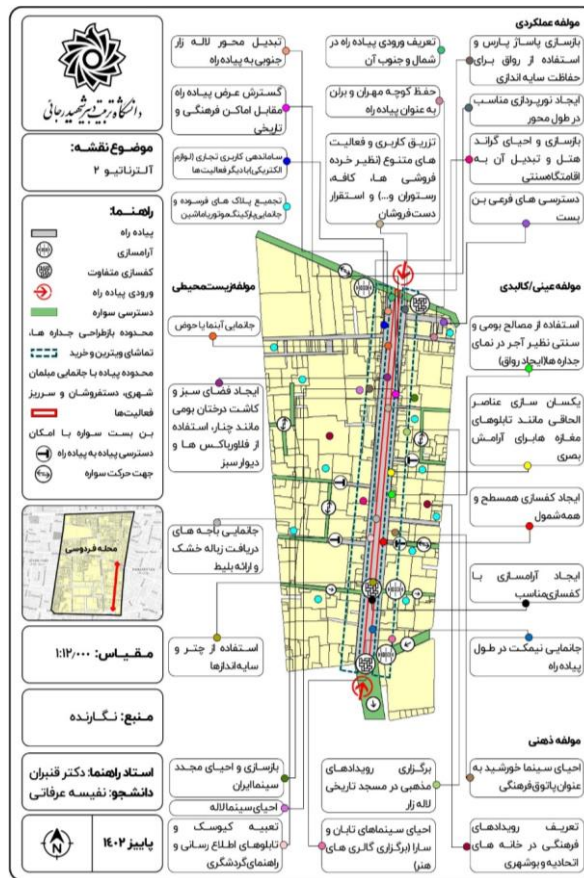 مولفه عملکردی
بازسازی پاساژ پارس و
استفاده از رواق برای
حفاظت سایه اندازی
ایجاد نورپردازی مناسب
در طول محور
بازسازی و احیای گراند
هتل و تبدیل آن به
اقامتگاه سنتی
دسترسی های فرعی بن
بست
تعریف ورودی پیاده راه در
شمال و جنوب آن
حفظ کوچه مهران و بران
به عنوان پیاده راه
تزریق کاربری و فعالیت
های متنوع (نظیر خرده
فروشی ها، کافه،
رستوران و...) و استقرار
دست فروشان
تبدیل محور لاله زار
جنوبی به پیاده راه
گسترش عرض پیاده راه
مقابل اماکن فرهنگی و
تاریخی
ساماندهی کاربری تجاری (لوازم
الکتریکی) با دیگر فعالیت ها
تجمیع پلاک های فرسوده و
جانمایی پارکینگ موتور یا ماشین
مولفه عینی/کالبدی
استفاده از مصالح بومی و
سنتی نظیر آجر در نمای
جداره ها (ایجاد رواق)
یکسان سازی عناصر
الحاقی مانند تابلوهای
مغازه ها برای آرامش
بصری
ایجاد کفسازی همسطح و
همه شمول
ایجاد آرامسازی با
کفسازی مناسب
جانمایی نیمکت در طول
پیاده راه
مولفه زیست محیطی
جانمایی آبنما یا حوض
ایجاد فضای سبز و
کاشت درختان بومی
مانند چنار، استفاده
از فلاورباکس ها و
دیوار سبز
جانمایی باجه های
دریافت زباله خشک
و ارائه بلیط
استفاده از چتر و
سایه اندازها
مولفه ذهنی
احیای سینما خورشید به
عنوان پاتوق فرهنگی
تعریف رویدادهای
فرهنگی در خانه های
اتحادیه و بوشهری
برگزاری رویدادهای
مذهبی در مسجد تاریخی
لاله زار
احیای سینماهای تابان و
سارا (برگزاری گالری های
هنر)
بازسازی و احیای مجدد
سینما ایران
احیای سینما لاله
تعبیه کیوسک و
تابلوهای اطلاع رسانی و
راهنمای گردشگری
دانشگاه تربیت دبیر شهید رجائی
موضوع نقشه:
آلترناتیو ۲
راهنما:
پیاده راه
آرامسازی
کفسازی متفاوت
ورودی پیاده راه
دسترسی سواره
محدوده بازطراحی جداره ها،
تماشای ویترین و خرید
محدوده پیاده با جانمایی مبلمان
شهری، دستفروشان و سرریز
فعالیت ها
بن بست سواره با امکان
دسترسی پیاده به پیاده راه
جهت حرکت سواره
محله فردوسی
مقیاس: ۱:۱۲/۰۰۰
منبع: نگارنده
استاد راهنما: دکتر قنبران
دانشجو: نفیسه عرفاتی
پاییز ۱۴۰۲
N